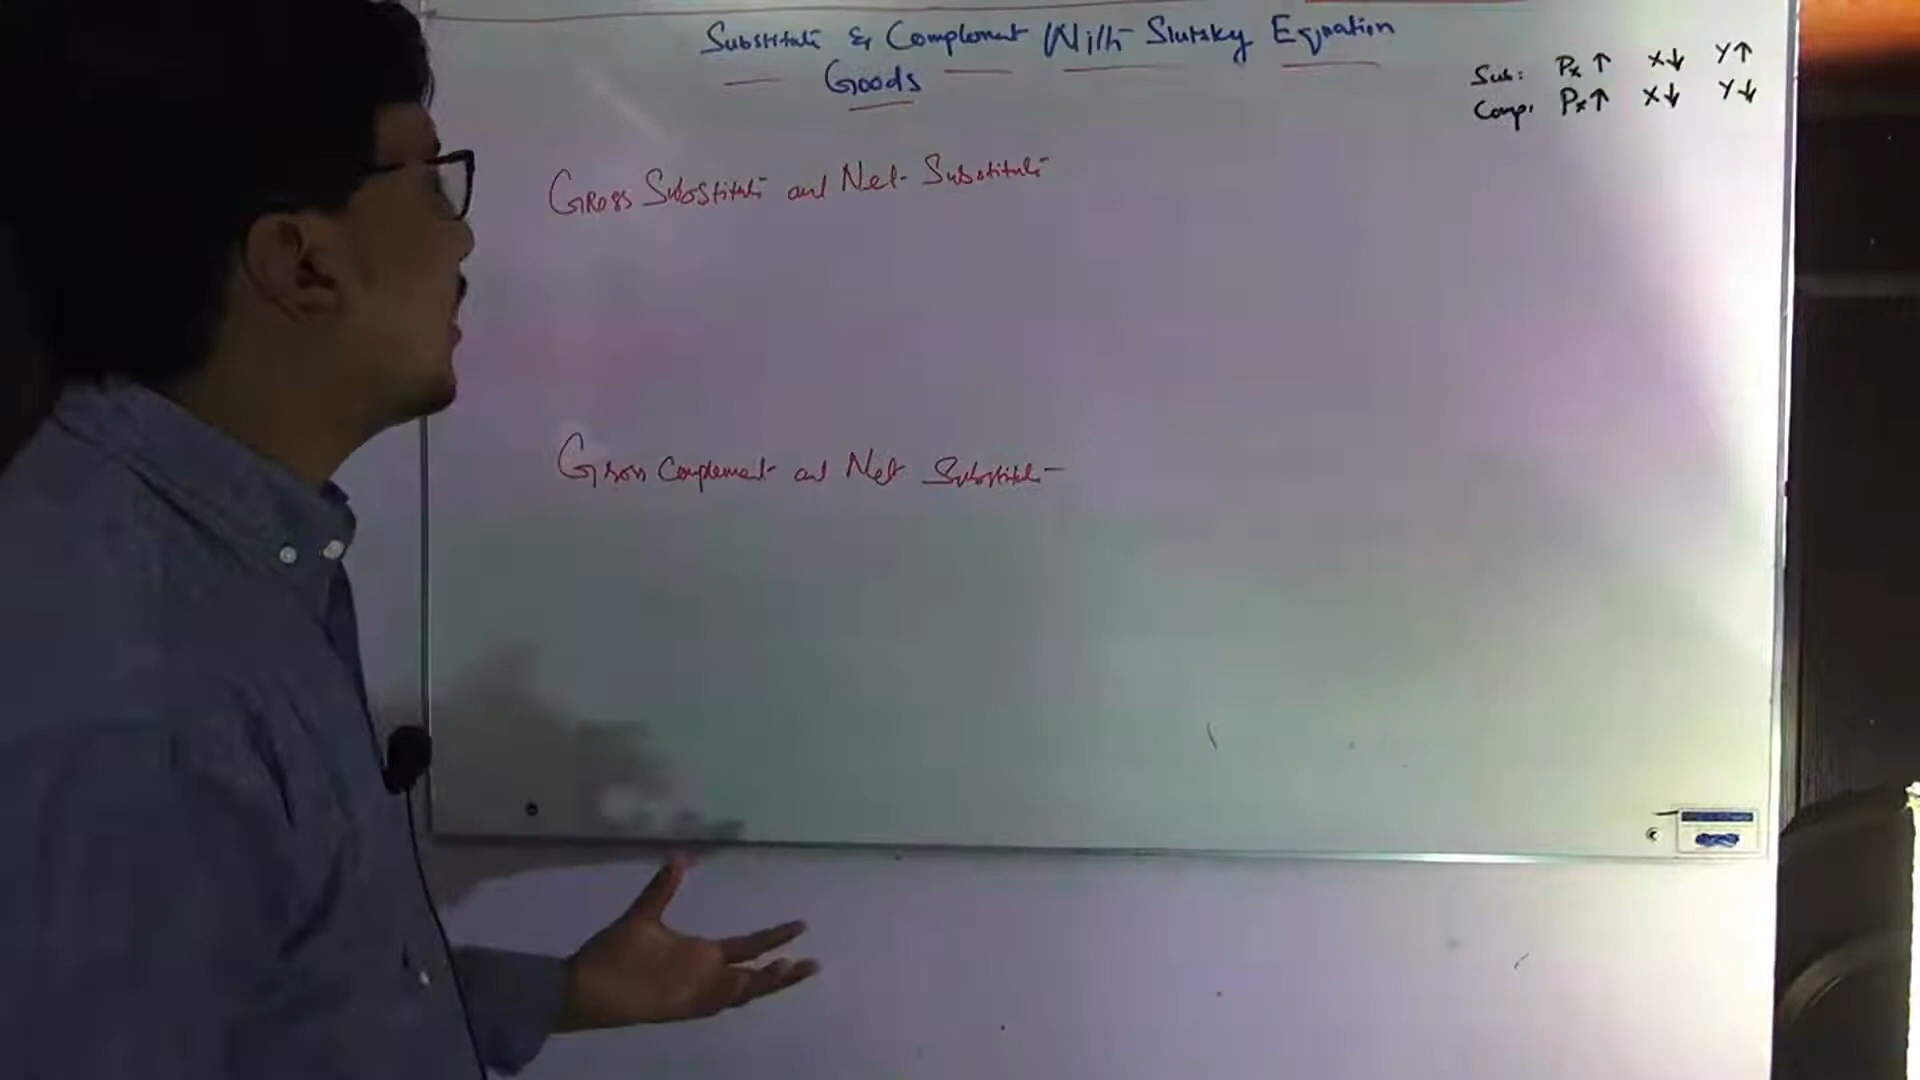 Substitute & Complement With Slutsky Equation
Goods
Sub: Px ↑ X↓ Y↑
Comp: Px↑ X↓ Y↓
Gross Substitute and Net Substitute
Gross Complement and Net Substitute